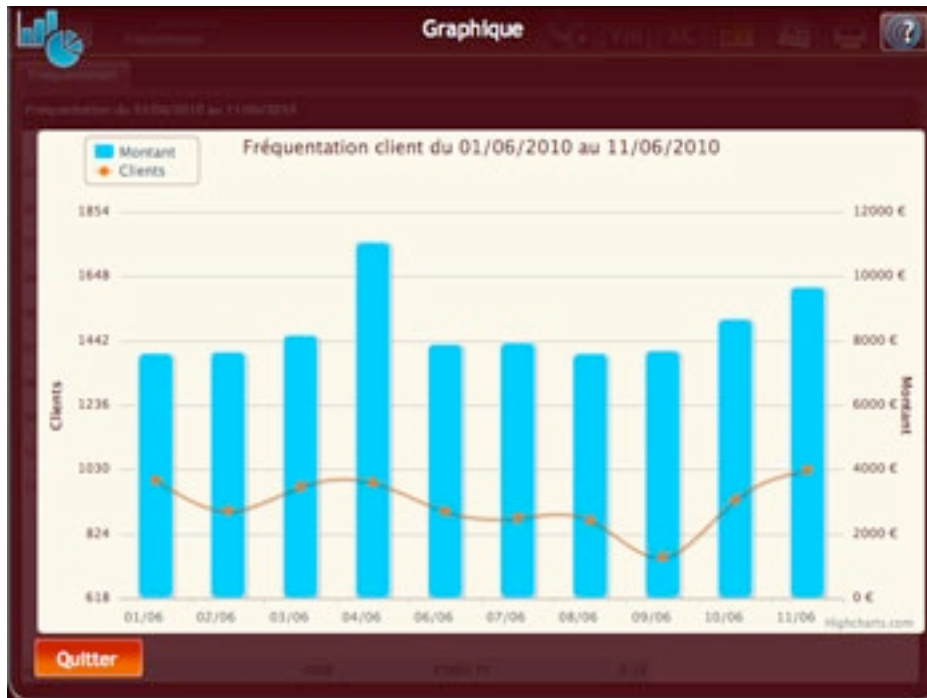 Graphique
?
Fréquentation client du 01/06/2010 au 11/06/2010
Montant
Clients
1854
1648
1442
1236
1030
824
618
Clients
12000 €
10000 €
8000 €
6000 €
4000 €
2000 €
0 €
Montant
01/06 02/06 03/06 04/06 06/06 07/06 08/06 09/06 10/06 11/06
Highcharts.com
Quitter